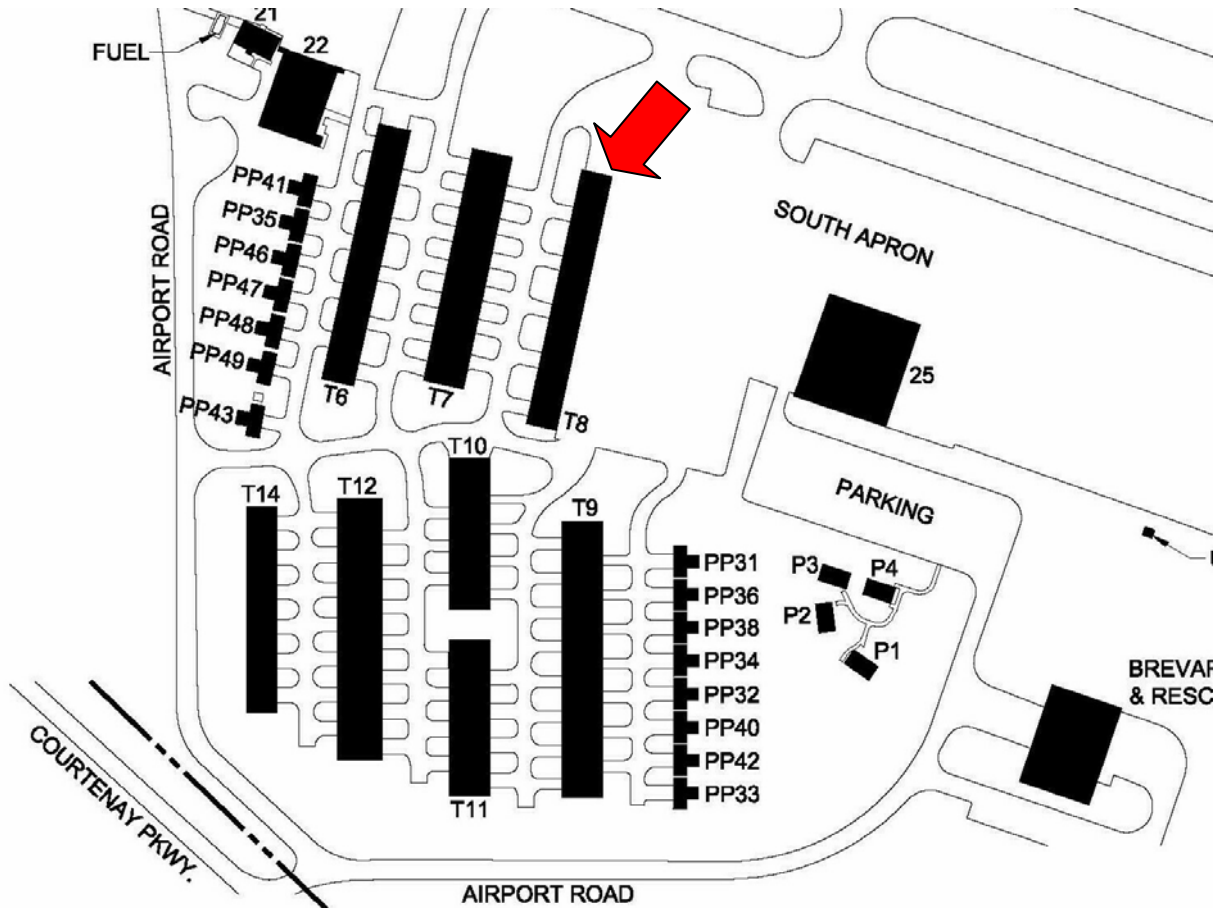 21
FUEL
22
PP41
PP35
PP46
PP47
PP48
PP49
PP43
AIRPORT ROAD
T6
T7
T8
SOUTH APRON
25
PARKING
T14
T12
T10
T9
T11
PP31
PP36
PP38
PP34
PP32
PP40
PP42
PP33
P3
P4
P2
P1
BREVAR
& RESC
COURTENAY PKWY.
AIRPORT ROAD